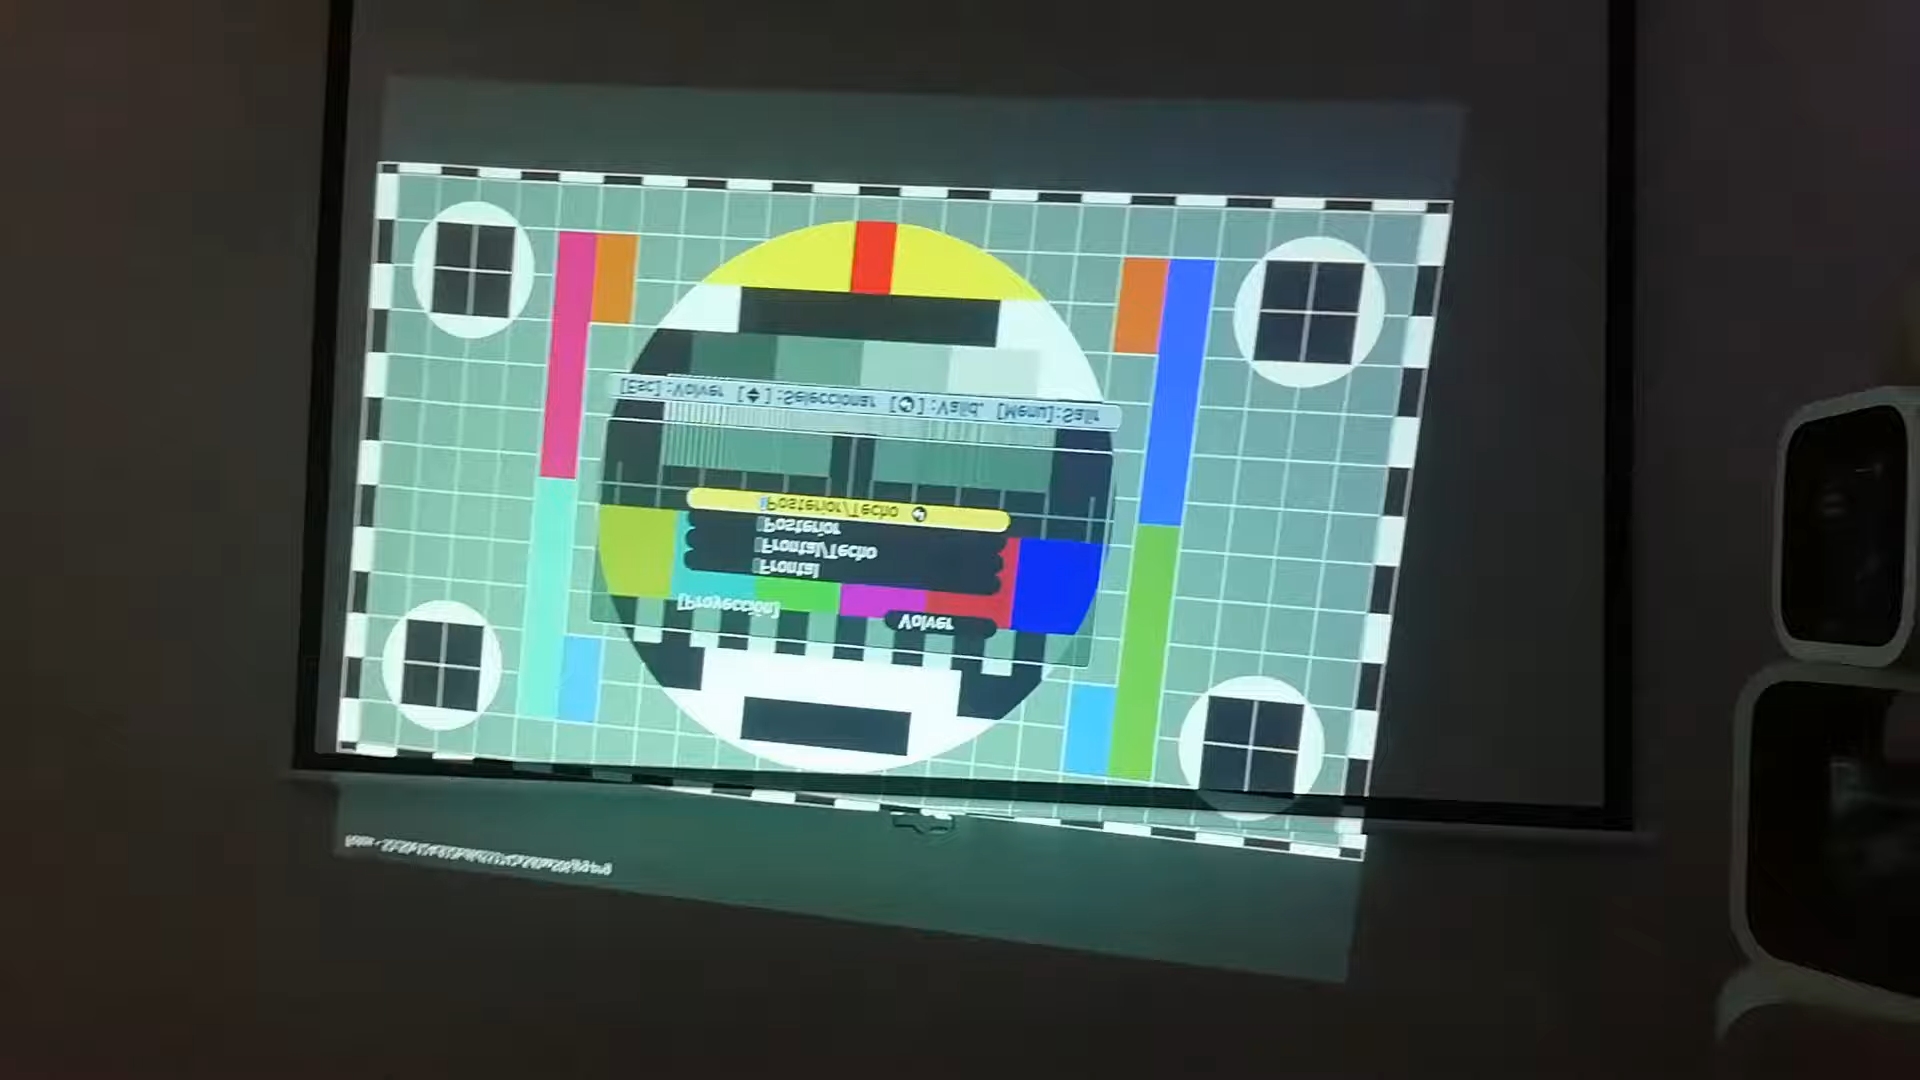 [Esc]:Volver [◆]:Seleccionar [↵]:Valid. [Menu]:Salir
Posterior/Techo
Posterior
Frontal/Techo
Frontal
[Proyección]
Volver